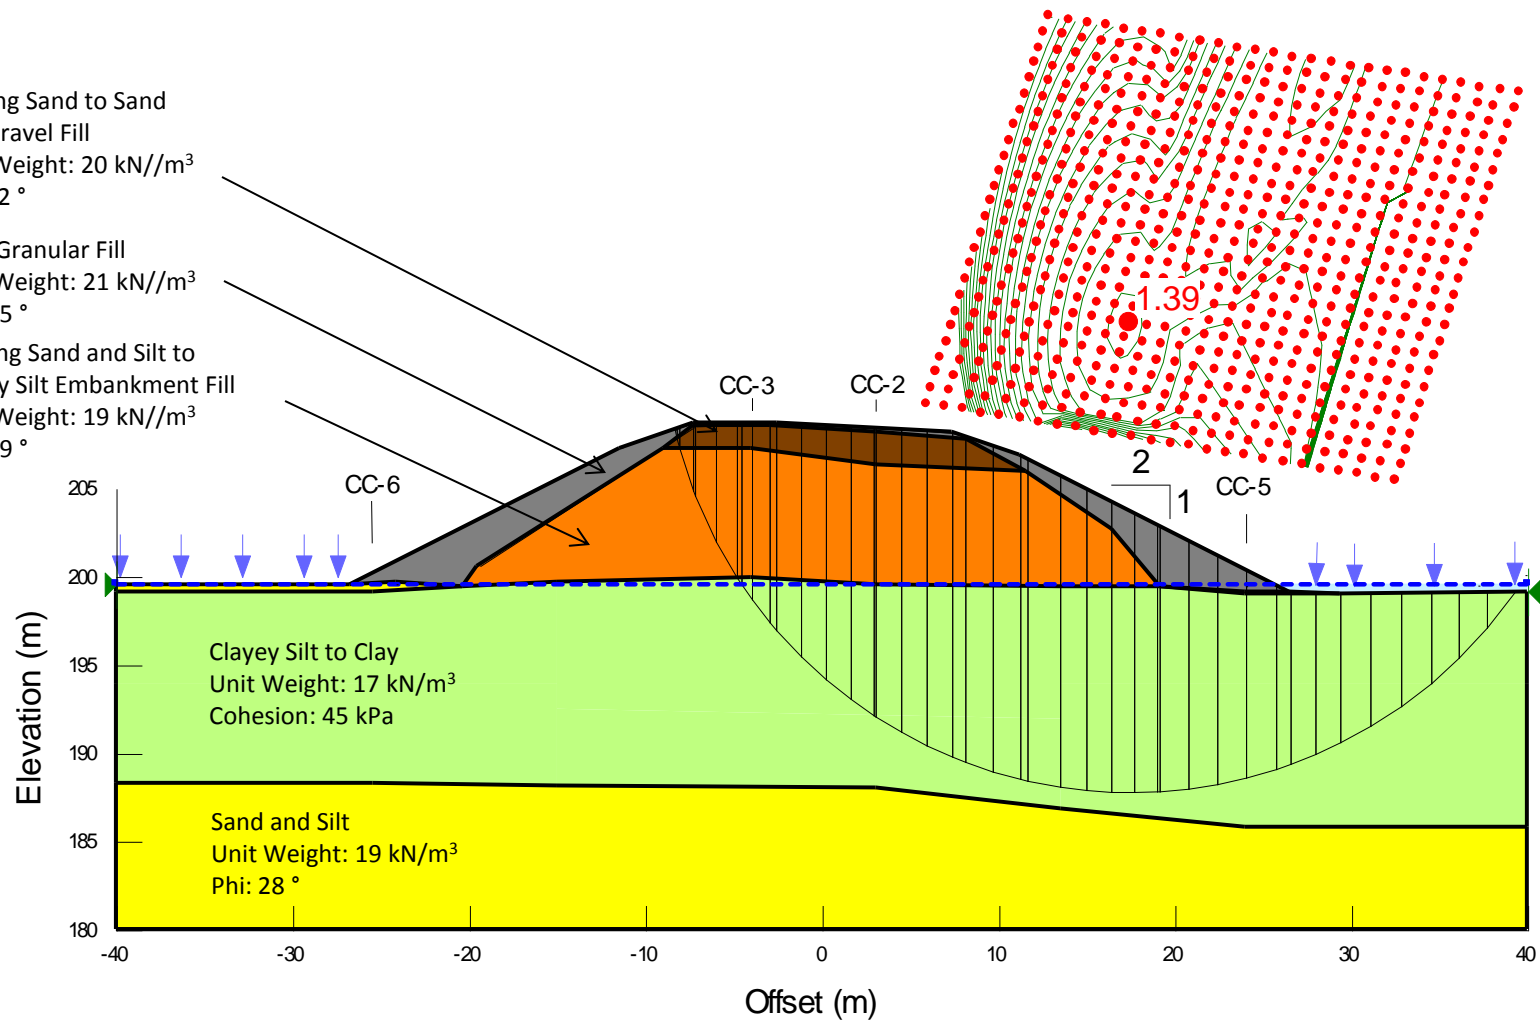 ng Sand to Sand
ravel Fill
Weight: 20 kN//m³
2 °
Granular Fill
Weight: 21 kN//m³
5 °
ng Sand and Silt to
y Silt Embankment Fill
Weight: 19 kN//m³
9 °
1.39
CC-3
CC-2
CC-6
CC-5
2
1
205
200
195
190
185
180
Elevation (m)
Clayey Silt to Clay
Unit Weight: 17 kN/m³
Cohesion: 45 kPa
Sand and Silt
Unit Weight: 19 kN/m³
Phi: 28 °
-40
-30
-20
-10
0
10
20
30
40
Offset (m)